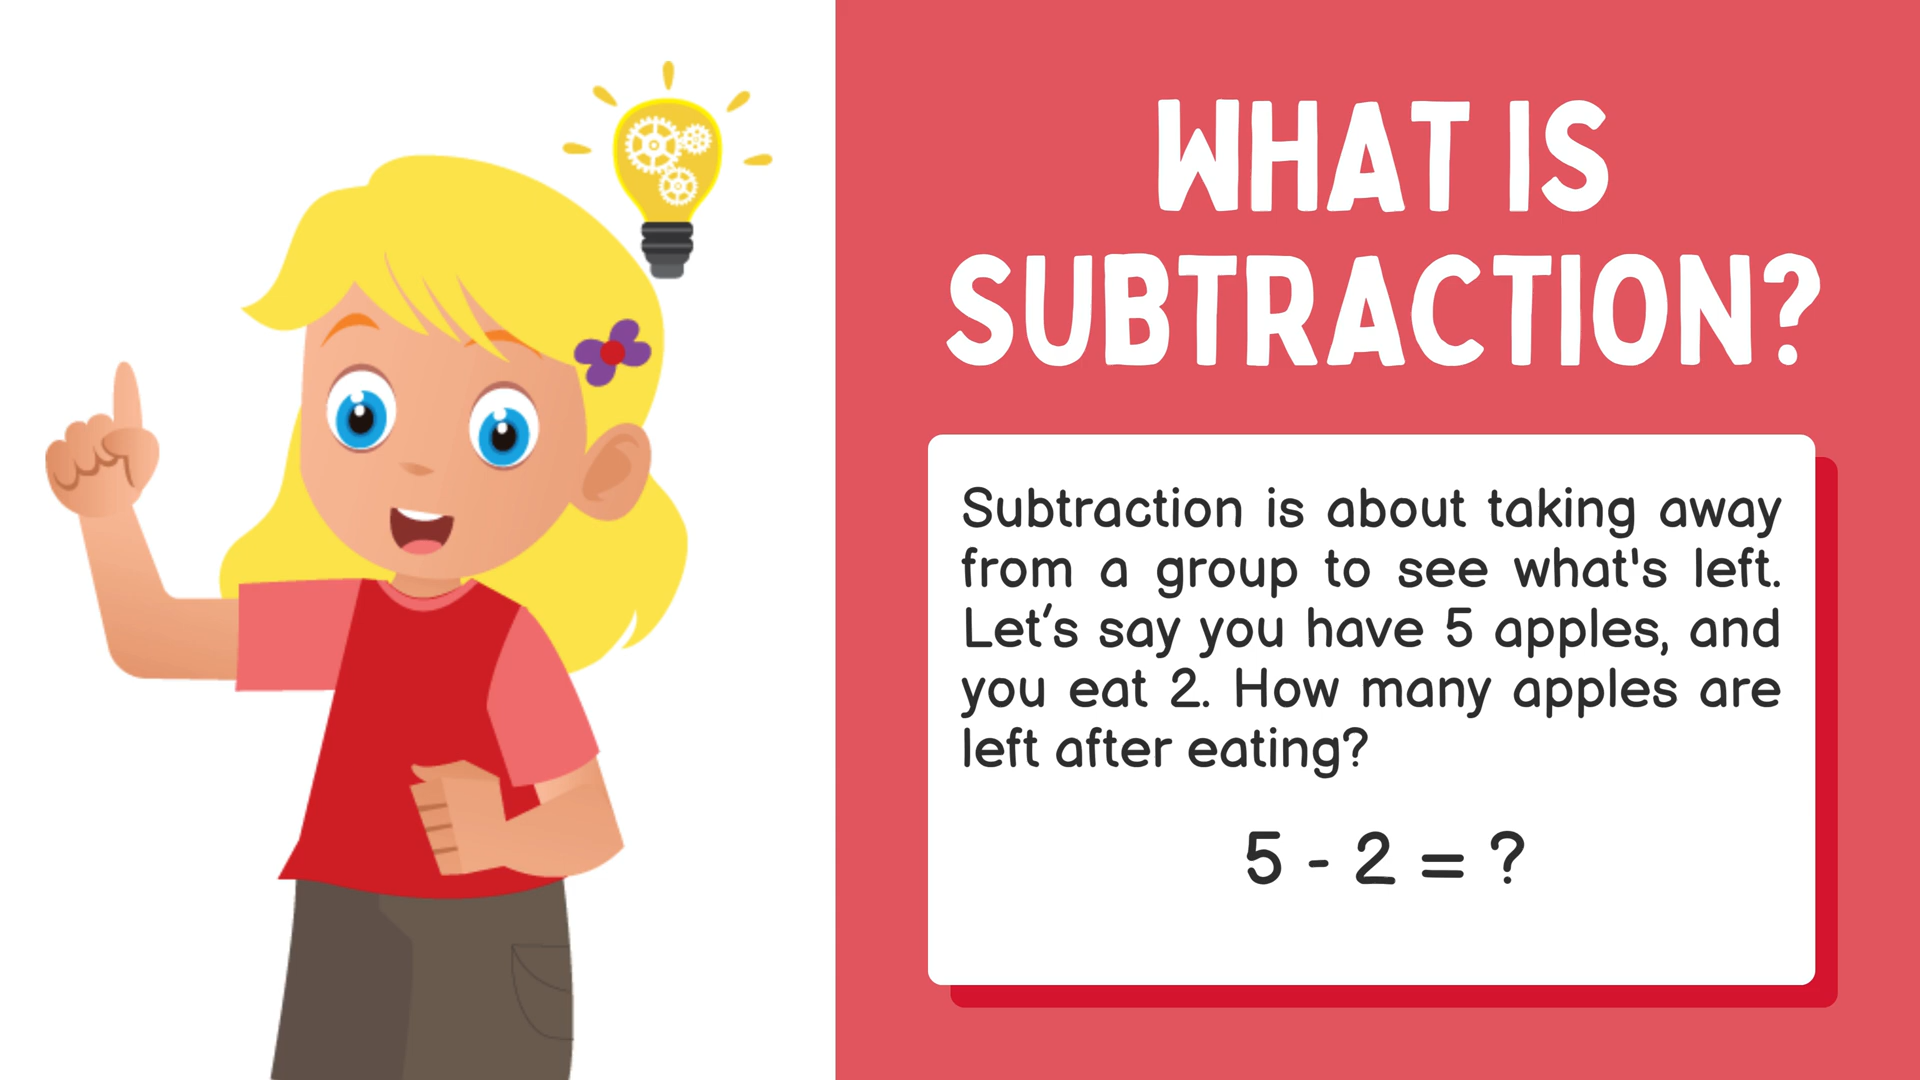 WHAT IS
SUBTRACTION?
Subtraction is about taking away
from a group to see what's left.
Let’s say you have 5 apples, and
you eat 2. How many apples are
left after eating?
5 - 2 = ?